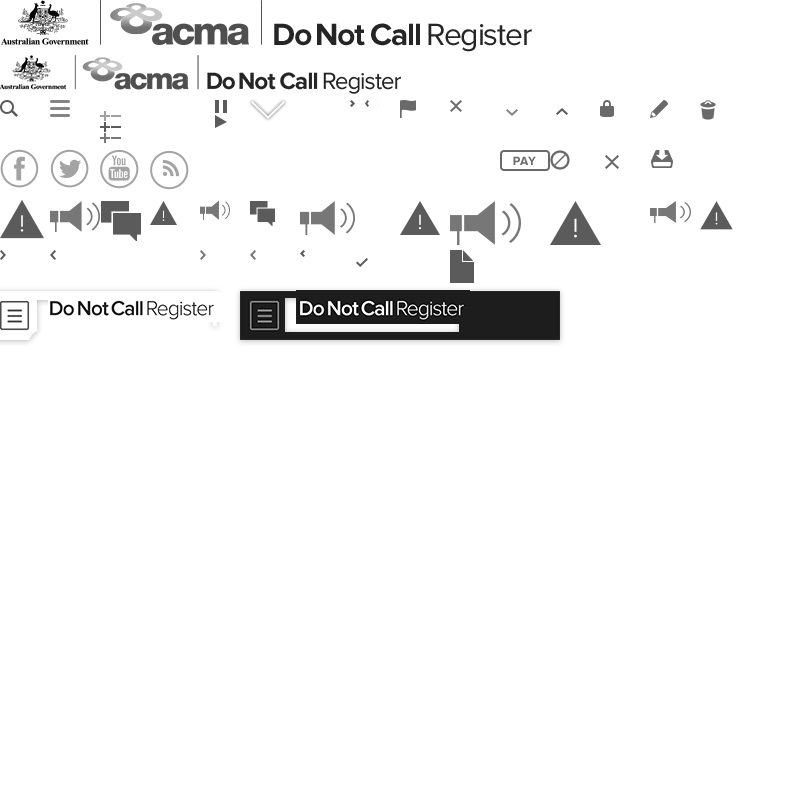 Australian Government
acma
Do Not Call Register
Australian Government
acma
Do Not Call Register
You
Tube
PAY
Do Not Call Register
Do Not Call Register